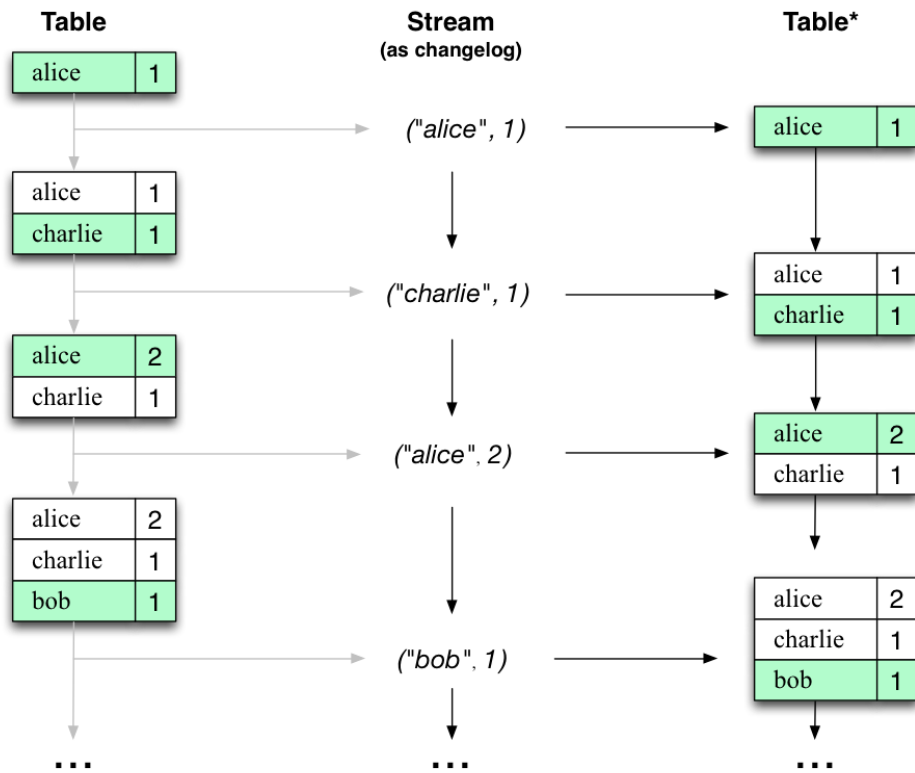 Table
Stream
(as changelog)
Table*
alice 1
("alice", 1)
alice 1
alice 1
charlie 1
("charlie", 1)
alice 1
charlie 1
alice 2
charlie 1
("alice", 2)
alice 2
charlie 1
alice 2
charlie 1
bob 1
("bob", 1)
alice 2
charlie 1
bob 1
...
...
...